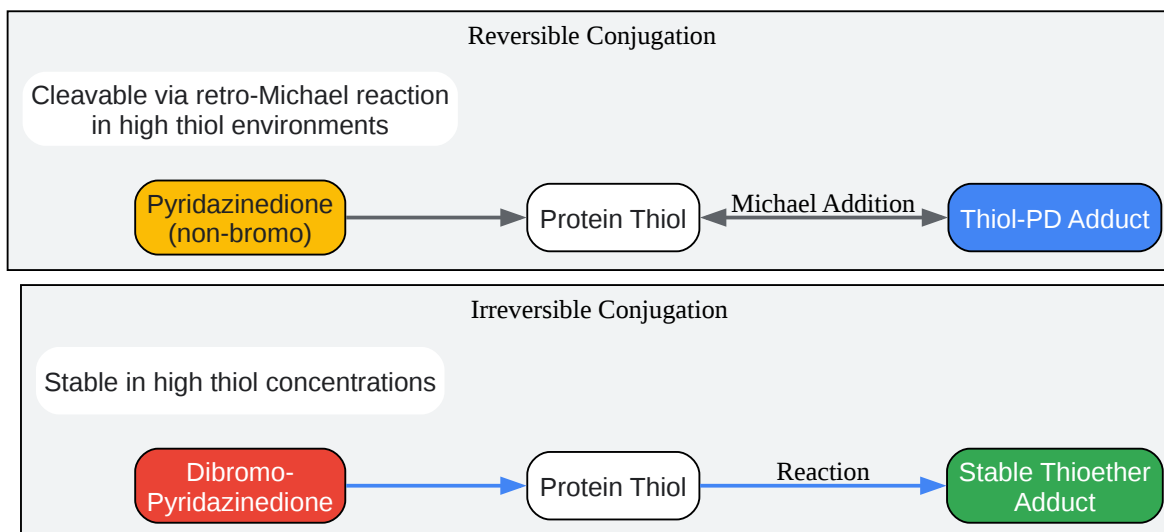 Reversible Conjugation
Cleavable via retro-Michael reaction
in high thiol environments
Pyridazinedione
(non-bromo)
Protein Thiol
Michael Addition
Thiol-PD Adduct
Irreversible Conjugation
Stable in high thiol concentrations
Dibromo-
Pyridazinedione
Protein Thiol
Reaction
Stable Thioether
Adduct